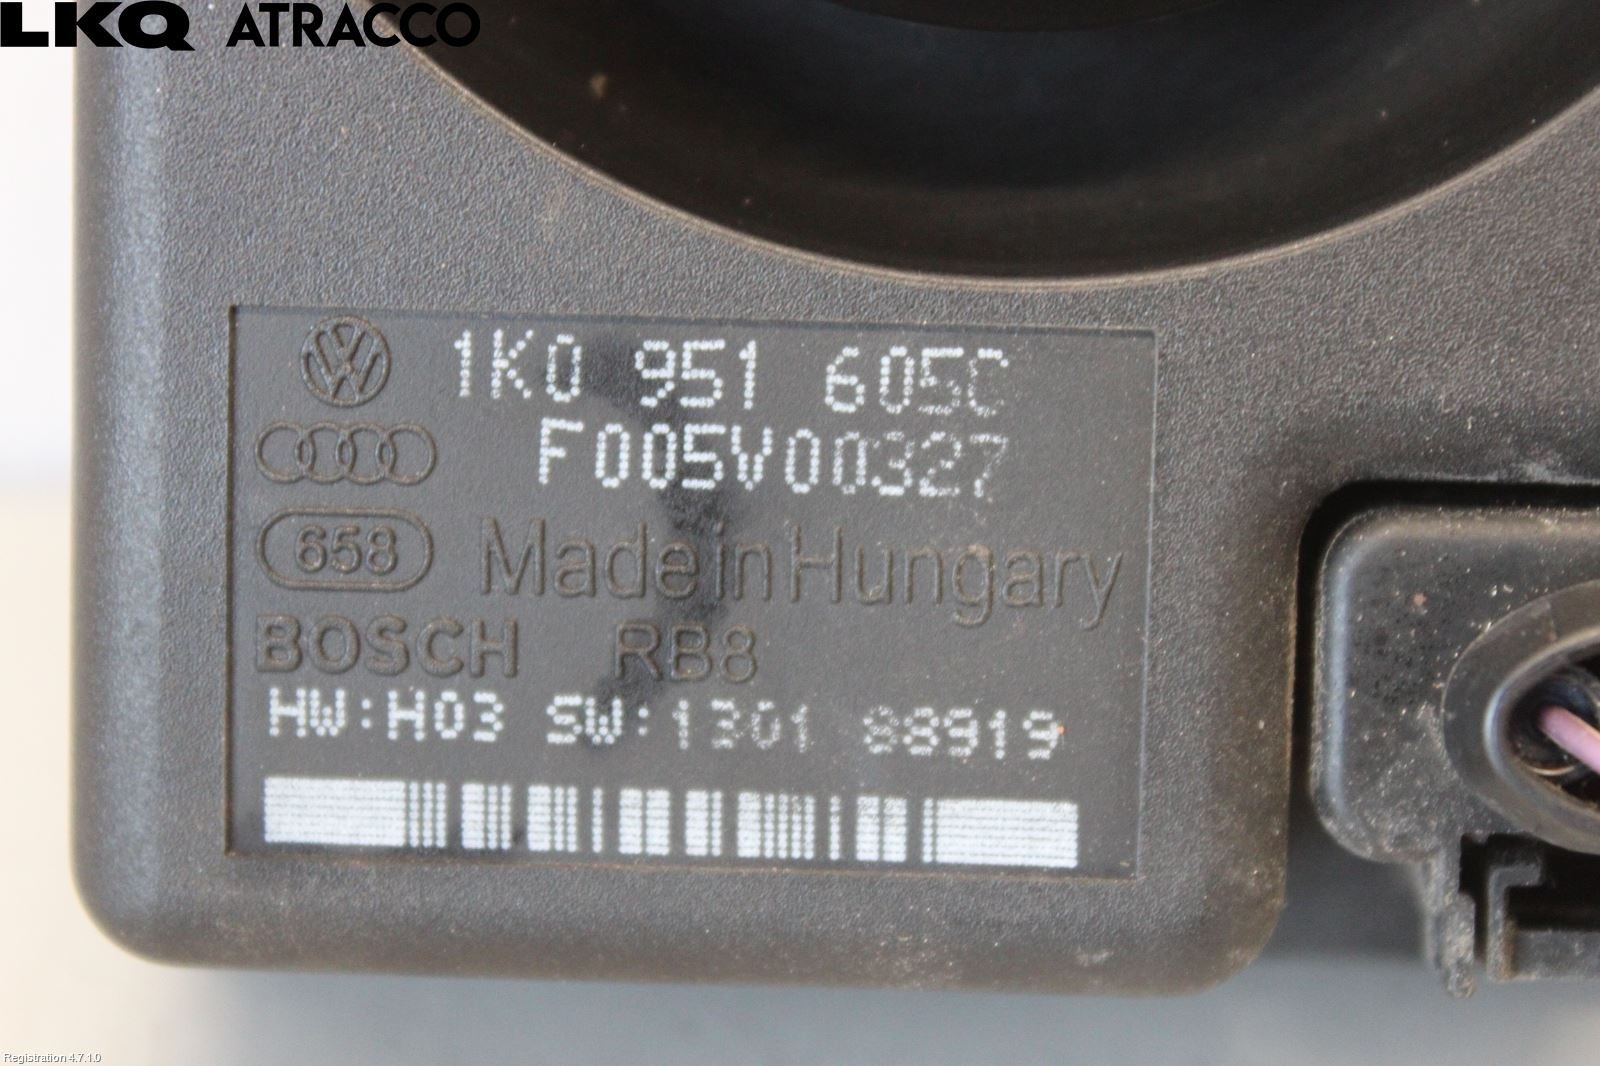 LKQ ATRACCO
1K0 951 605C
F005V00327
658
Made in Hungary
BOSCH RB8
HW:H03 SW:1301 88919
Registration 4.7.1.0